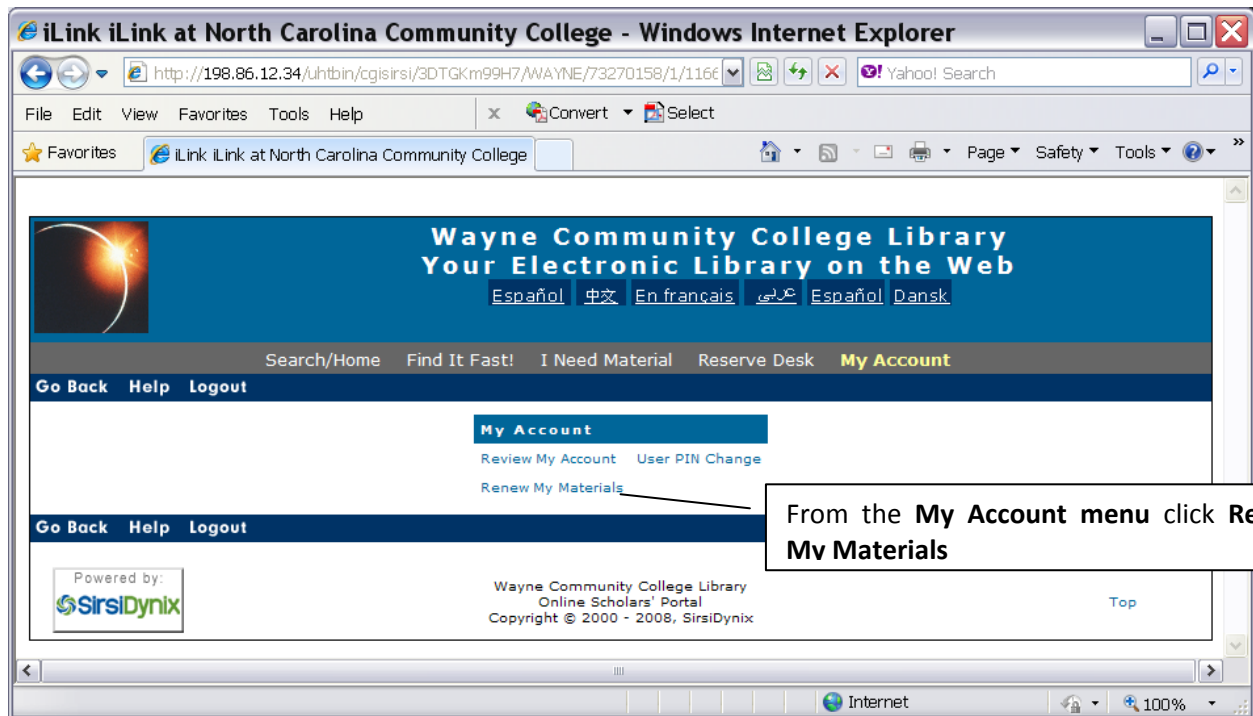 iLink iLink at North Carolina Community College - Windows Internet Explorer
http://198.86.12.34/uhtbin/cgisirsi/3DTGKm99H7/WAYNE/73270158/1/1166 Yahoo! Search
File Edit View Favorites Tools Help x Convert Select
Favorites iLink iLink at North Carolina Community College Page Safety Tools »
Wayne Community College Library
Your Electronic Library on the Web
Español 中文 En français عربى Español Dansk
Search/Home Find It Fast! I Need Material Reserve Desk My Account
Go Back Help Logout
My Account
Review My Account User PIN Change
Renew My Materials
From the My Account menu click Re
My Materials
Go Back Help Logout
Powered by:
SirsiDynix
Wayne Community College Library
Online Scholars' Portal
Copyright © 2000 - 2008, SirsiDynix
Top
Internet 100%